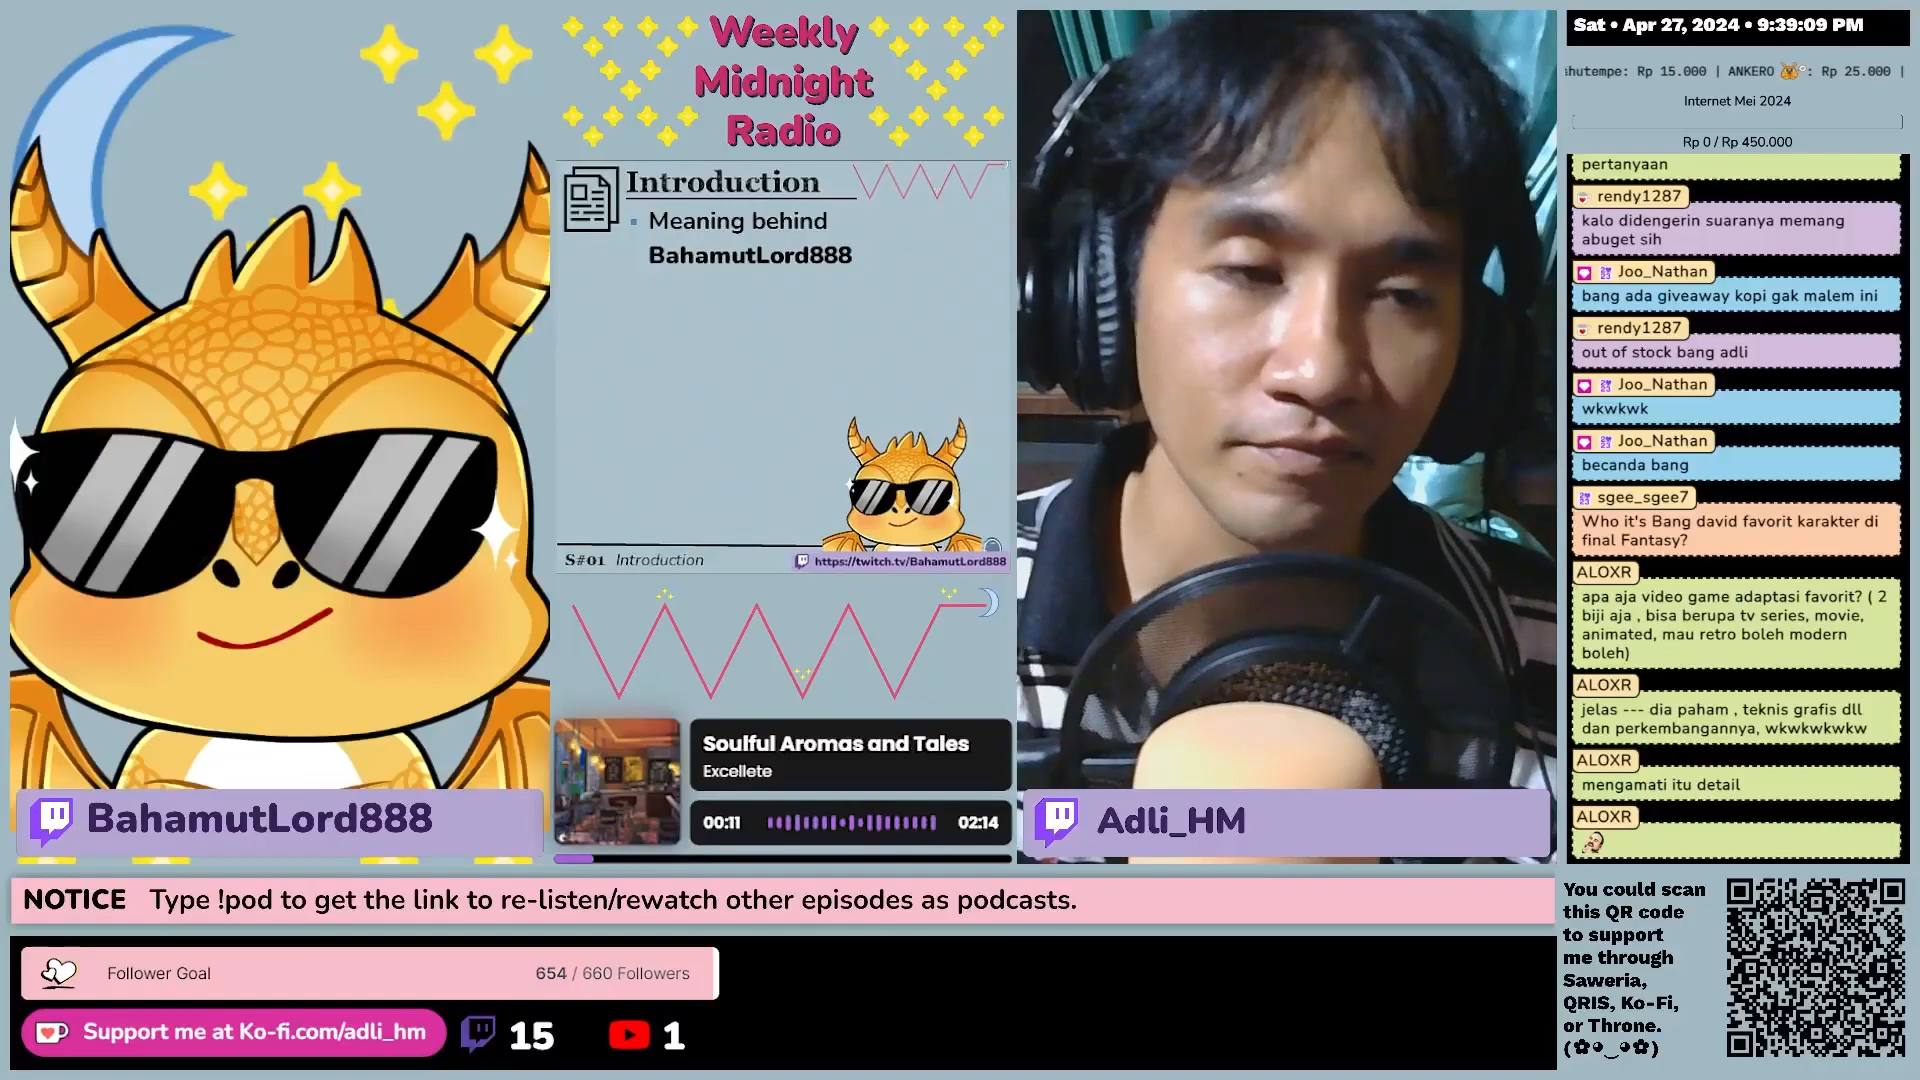 Weekly
Midnight
Radio
Introduction
Meaning behind
BahamutLord888
S#01 Introduction
https://twitch.tv/BahamutLord888
Soulful Aromas and Tales
Excellete
00:11
02:14
BahamutLord888
Adli_HM
Sat • Apr 27, 2024 • 9:39:09 PM
hutempe: Rp 15.000 | ANKERO : Rp 25.000 |
Internet Mei 2024
Rp 0 / Rp 450.000
pertanyaan
rendy1287
kalo didengerin suaranya memang
abuget sih
Joo_Nathan
bang ada giveaway kopi gak malem ini
rendy1287
out of stock bang adli
Joo_Nathan
wkwkwk
Joo_Nathan
becanda bang
sgee_sgee7
Who it's Bang david favorit karakter di
final Fantasy?
ALOXR
apa aja video game adaptasi favorit? ( 2
biji aja , bisa berupa tv series, movie,
animated, mau retro boleh modern
boleh)
ALOXR
jelas --- dia paham , teknis grafis dll
dan perkembangannya, wkwkwkwkw
ALOXR
mengamati itu detail
ALOXR
NOTICE Type !pod to get the link to re-listen/rewatch other episodes as podcasts.
Follower Goal
654 / 660 Followers
Support me at Ko-fi.com/adli_hm
15
1
You could scan
this QR code
to support
me through
Saweria,
QRIS, Ko-Fi,
or Throne.
(✿◕‿◕✿)